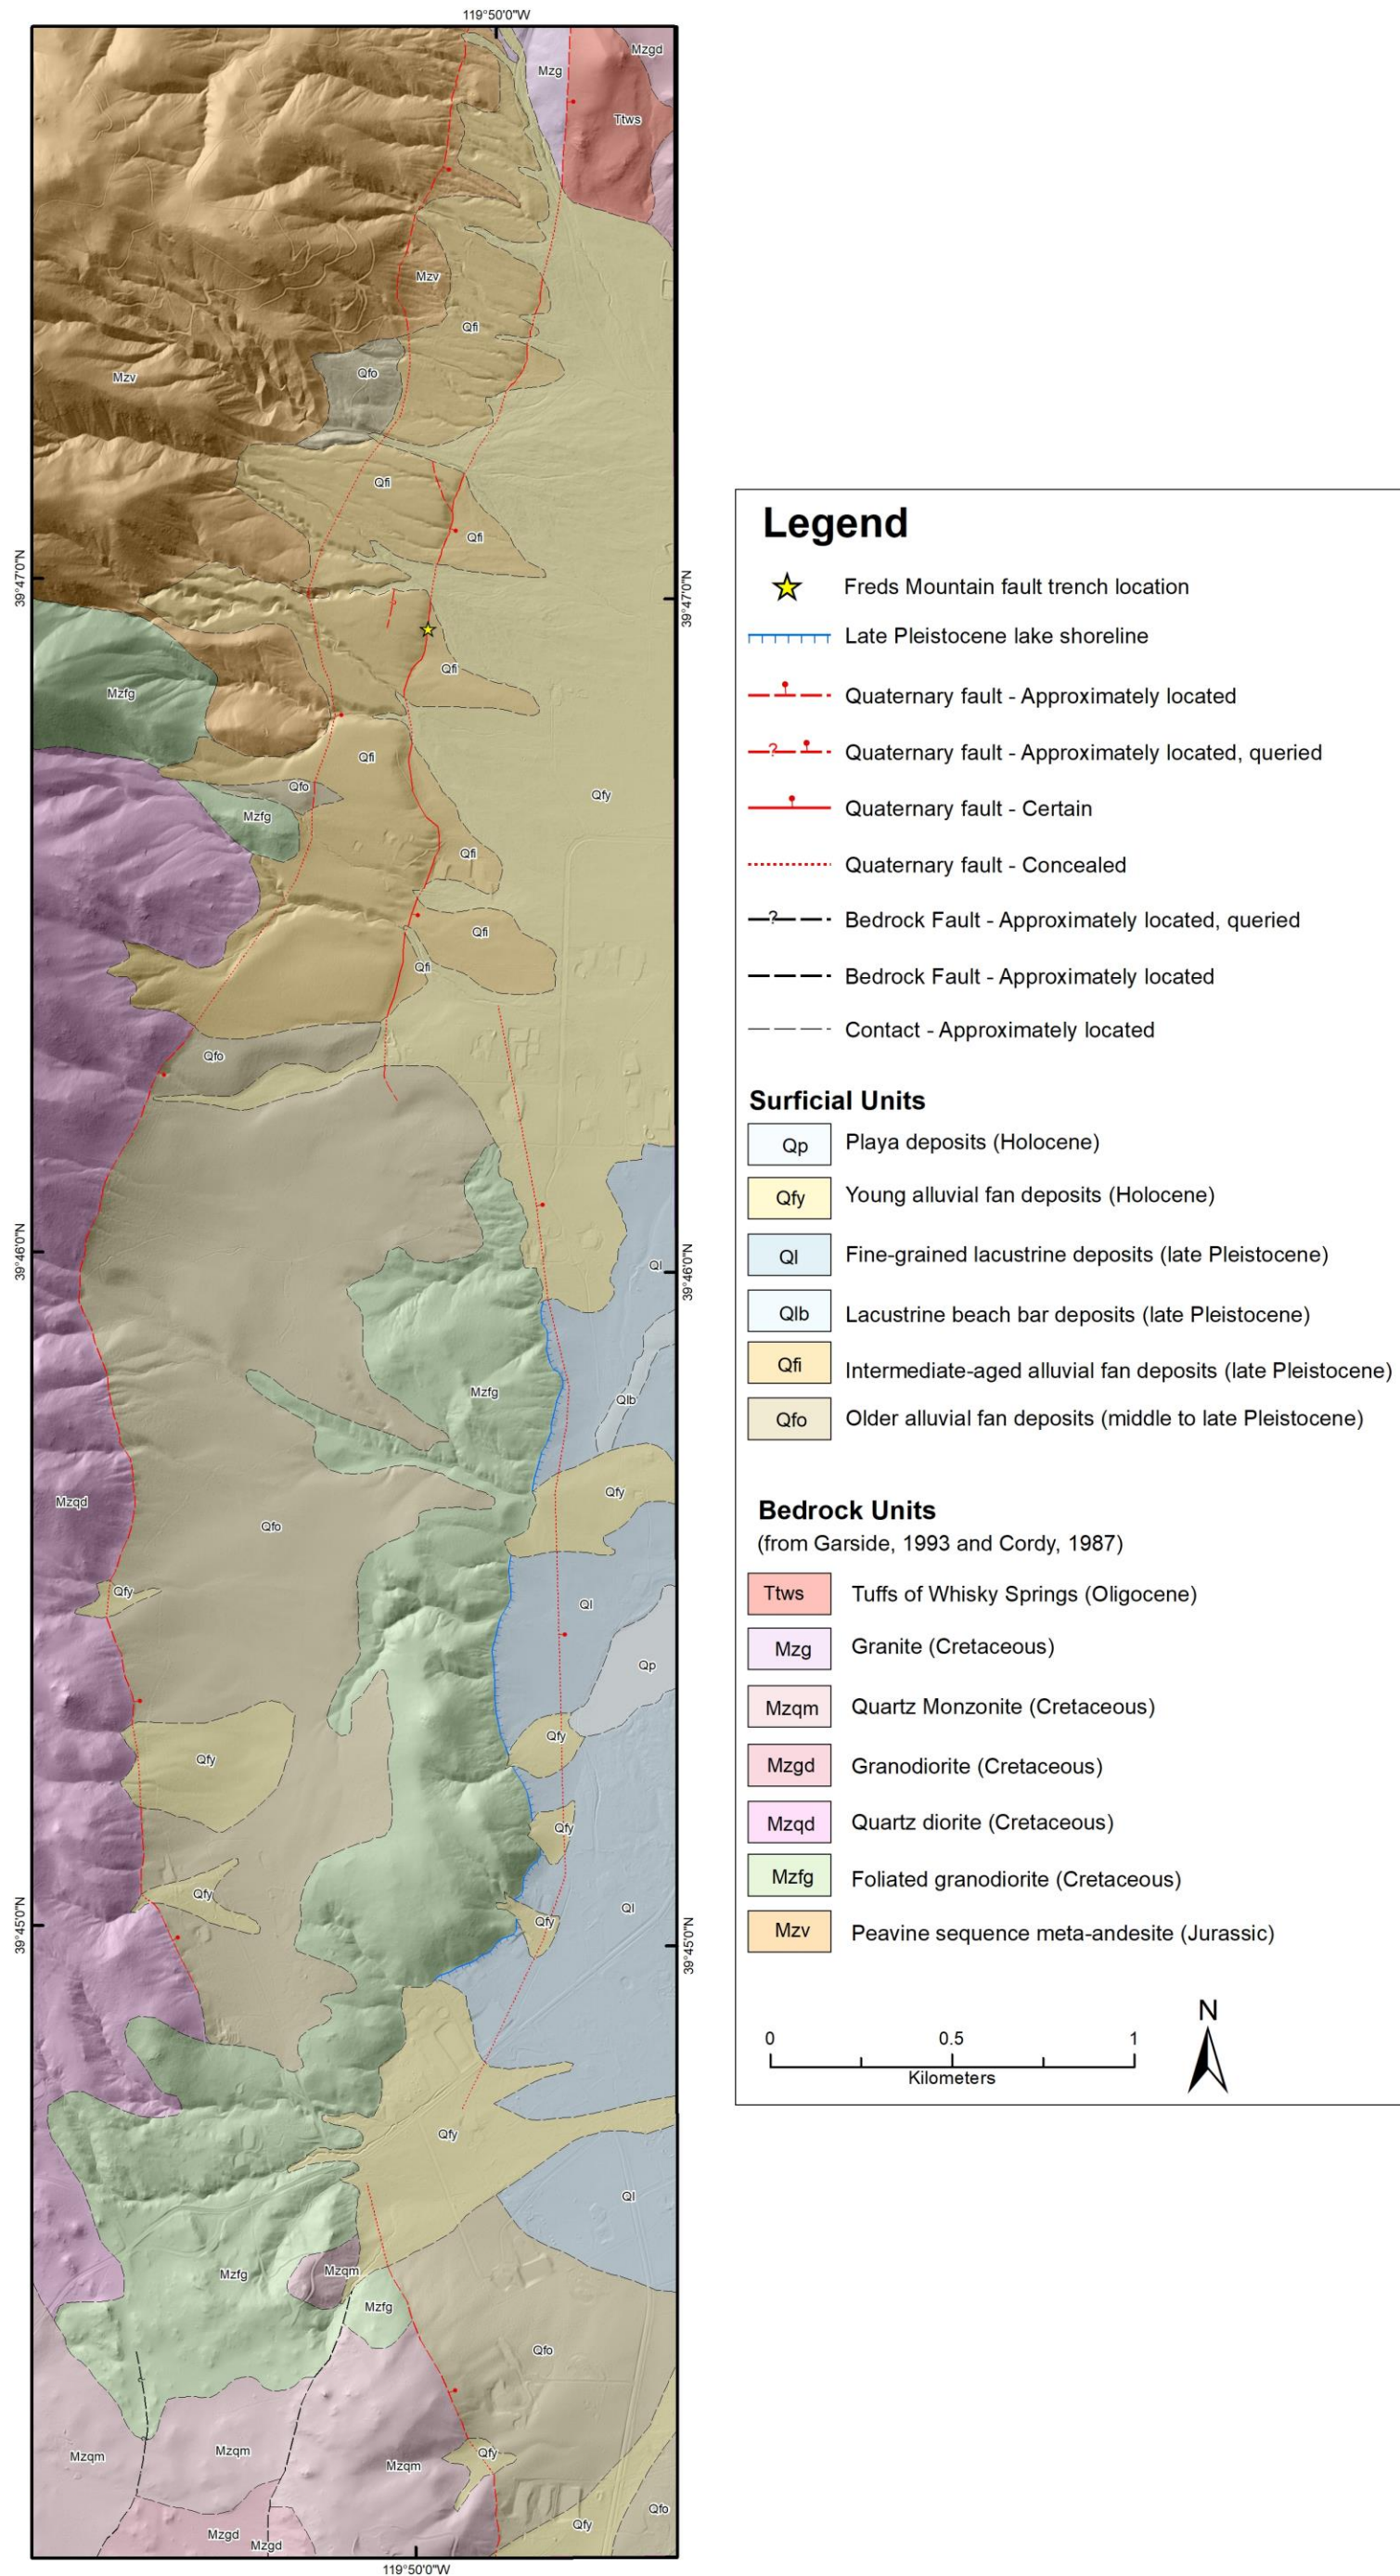 119°50'0"W
Mzgd
Mzg
Ttws
Mzv
Qfi
Qfo
Mzv
Qfi
Qfi
39°47'0"N
39°47'0"N
Qfi
Mzfg
Qfi
Qfo
Qfy
Mzfg
Qfi
Qfi
Qfi
Qfo
39°46'0"N
Ql
39°46'0"N
Mzfg
Qlb
Qfy
Mzqd
Qfo
Qfy
Ql
Qp
Qfy
Qfy
Qfy
Qfy
Ql
Qfy
39°45'0"N
39°45'0"N
Qfy
Ql
Mzqm
Mzfg
Mzfg
Qfo
Mzqm
Mzqm
Qfy
Mzqm
Qfo
Qfy
Mzgd
Mzgd
119°50'0"W
Legend
Freds Mountain fault trench location
Late Pleistocene lake shoreline
Quaternary fault - Approximately located
? Quaternary fault - Approximately located, queried
Quaternary fault - Certain
Quaternary fault - Concealed
? Bedrock Fault - Approximately located, queried
Bedrock Fault - Approximately located
Contact - Approximately located
Surficial Units
Qp Playa deposits (Holocene)
Qfy Young alluvial fan deposits (Holocene)
Ql Fine-grained lacustrine deposits (late Pleistocene)
Qlb Lacustrine beach bar deposits (late Pleistocene)
Qfi Intermediate-aged alluvial fan deposits (late Pleistocene)
Qfo Older alluvial fan deposits (middle to late Pleistocene)
Bedrock Units
(from Garside, 1993 and Cordy, 1987)
Ttws Tuffs of Whisky Springs (Oligocene)
Mzg Granite (Cretaceous)
Mzqm Quartz Monzonite (Cretaceous)
Mzgd Granodiorite (Cretaceous)
Mzqd Quartz diorite (Cretaceous)
Mzfg Foliated granodiorite (Cretaceous)
Mzv Peavine sequence meta-andesite (Jurassic)
N
0 0.5 1
Kilometers